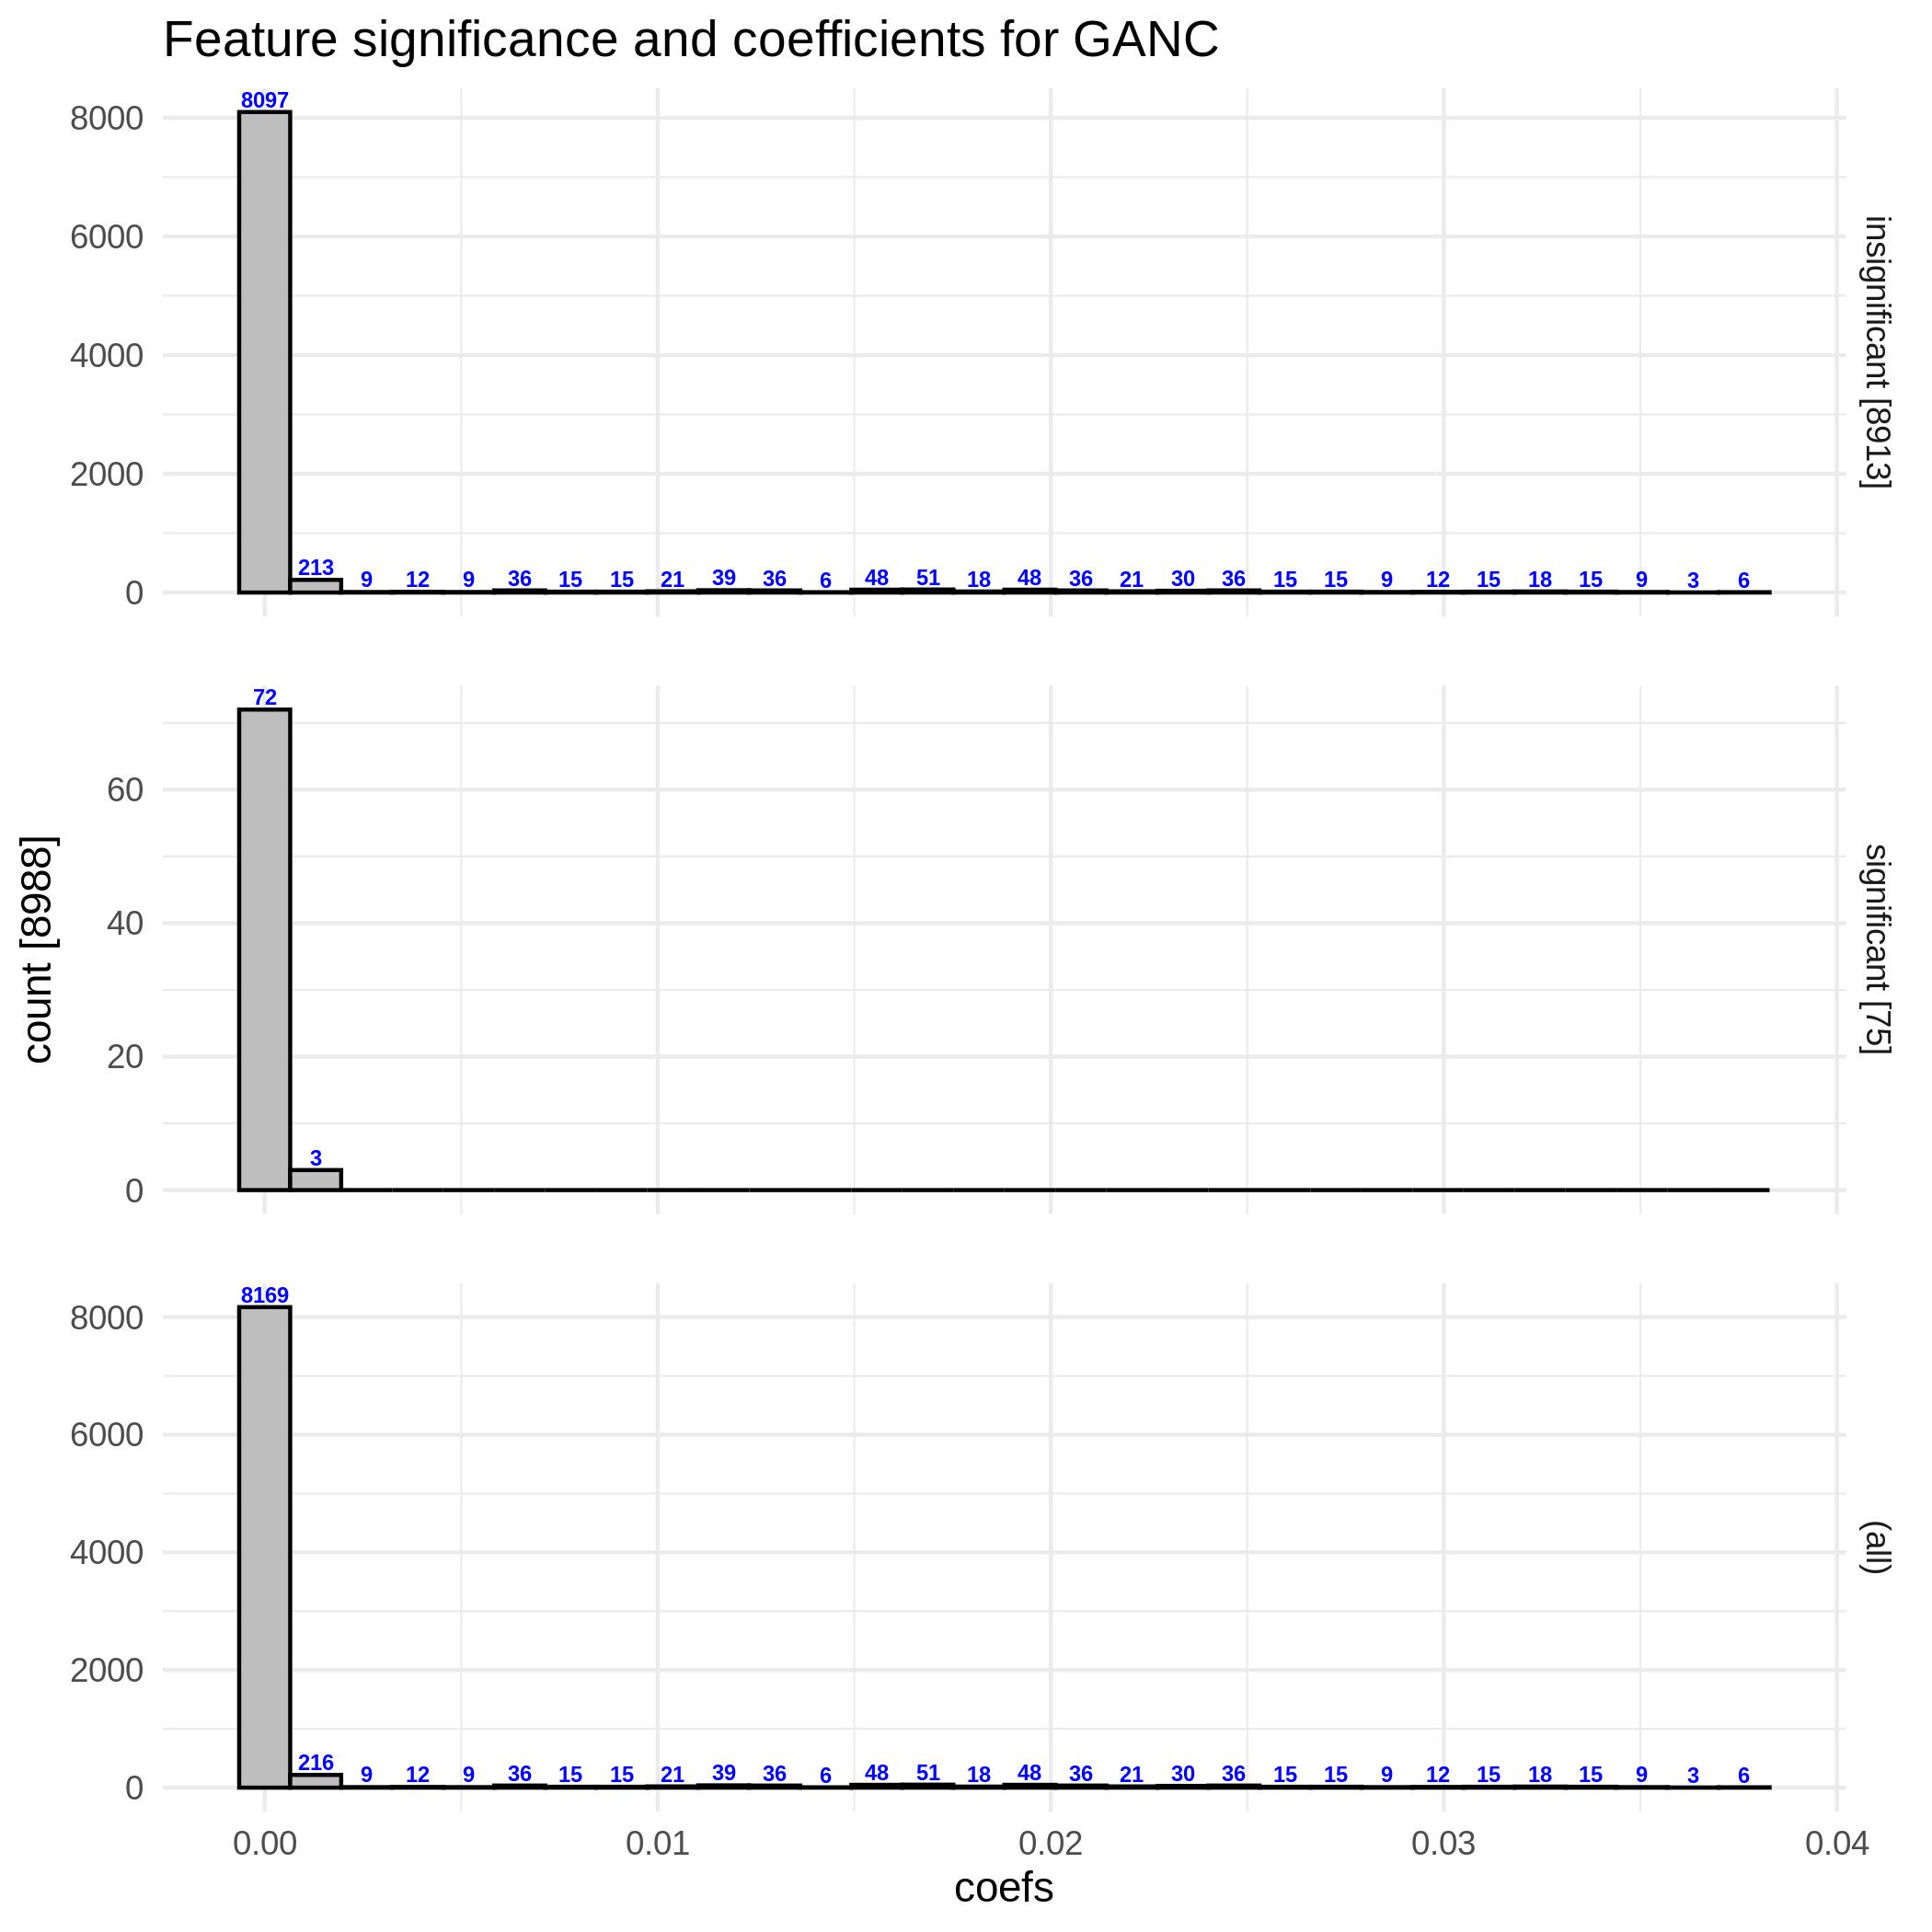 Feature significance and coefficients for GANC
8097
8000
6000
4000
2000
0
213 9 12 9 36 15 15 21 39 36 6 48 51 18 48 36 21 30 36 15 15 9 12 15 18 15 9 3 6
insignificant [8913]
72
60
40
20
0
3
significant [75]
count [8988]
8169
8000
6000
4000
2000
0
216 9 12 9 36 15 15 21 39 36 6 48 51 18 48 36 21 30 36 15 15 9 12 15 18 15 9 3 6
(all)
0.00 0.01 0.02 0.03 0.04
coefs